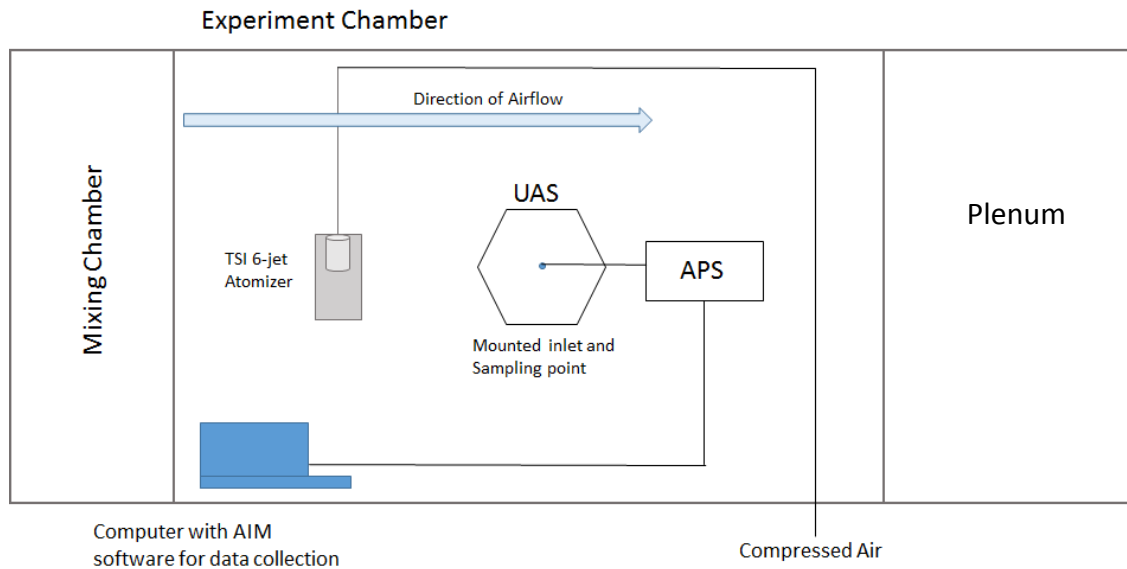 Experiment Chamber
Direction of Airflow
Mixing Chamber
UAS
Plenum
TSI 6-jet
Atomizer
APS
Mounted inlet and
Sampling point
Computer with AIM
software for data collection
Compressed Air